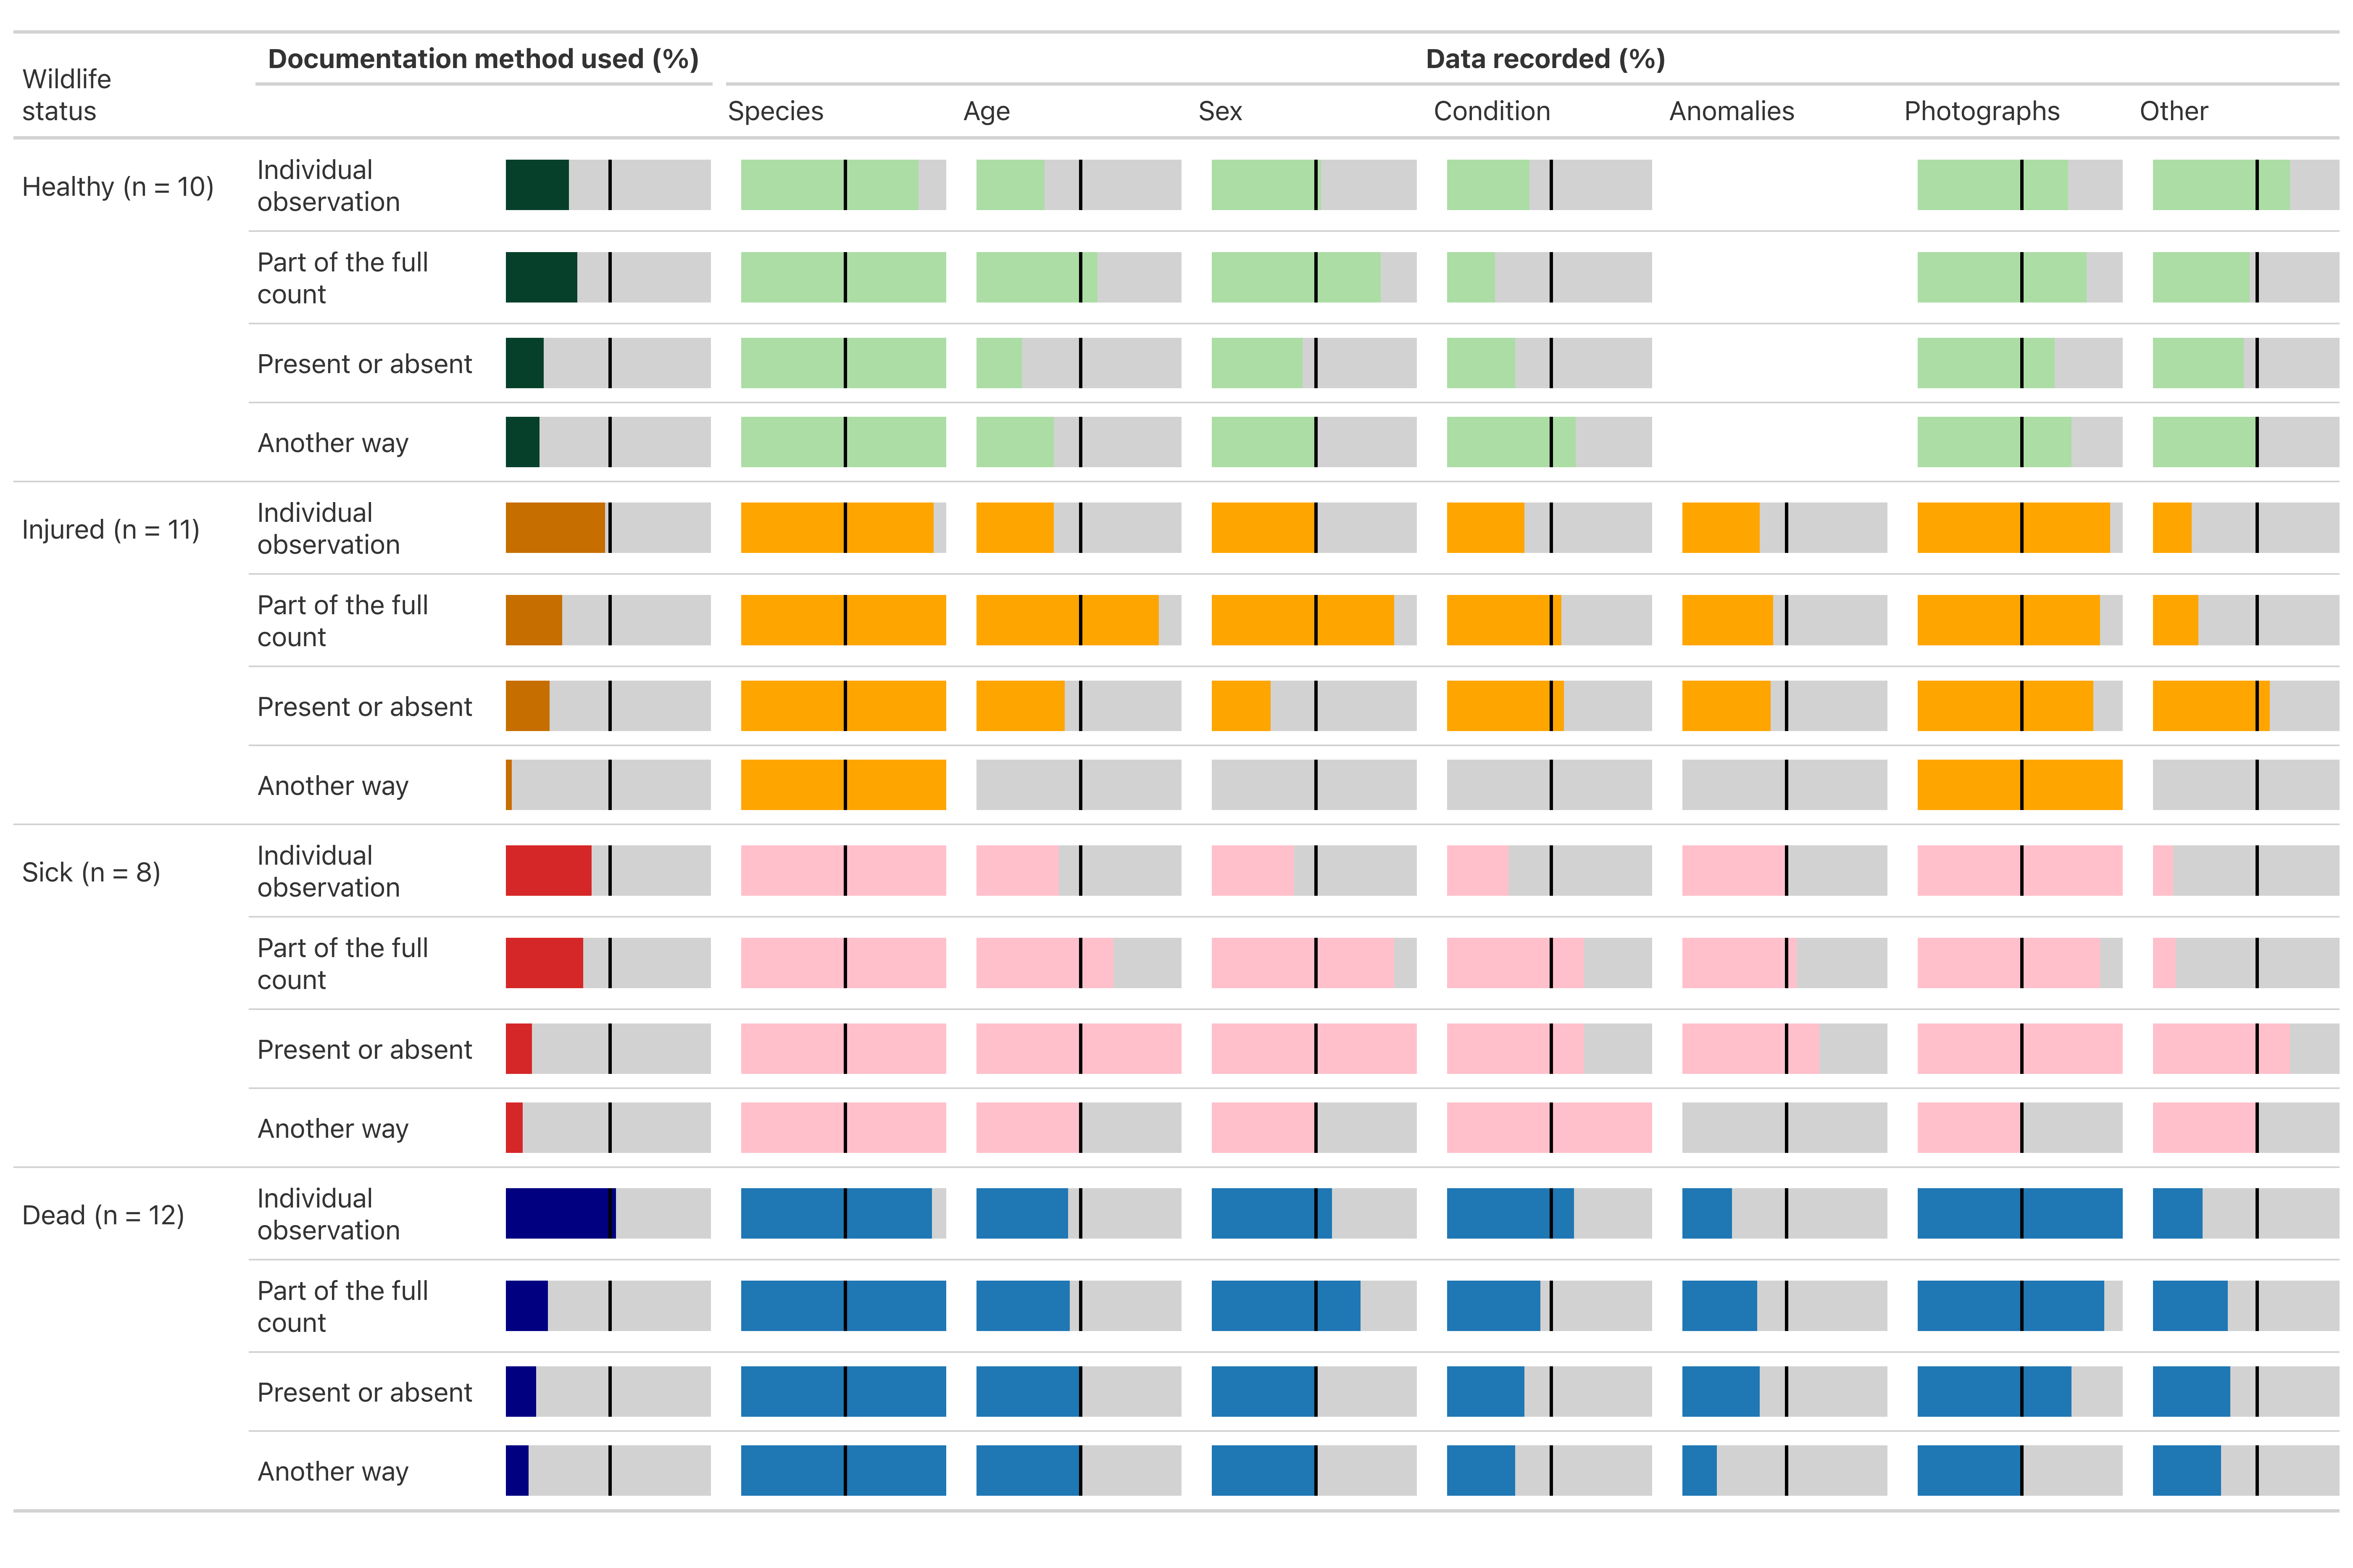 Wildlife
status
Documentation method used (%)
Data recorded (%)
Species
Age
Sex
Condition
Anomalies
Photographs
Other
Healthy (n = 10)
Individual
observation
Part of the full
count
Present or absent
Another way
Injured (n = 11)
Individual
observation
Part of the full
count
Present or absent
Another way
Sick (n = 8)
Individual
observation
Part of the full
count
Present or absent
Another way
Dead (n = 12)
Individual
observation
Part of the full
count
Present or absent
Another way